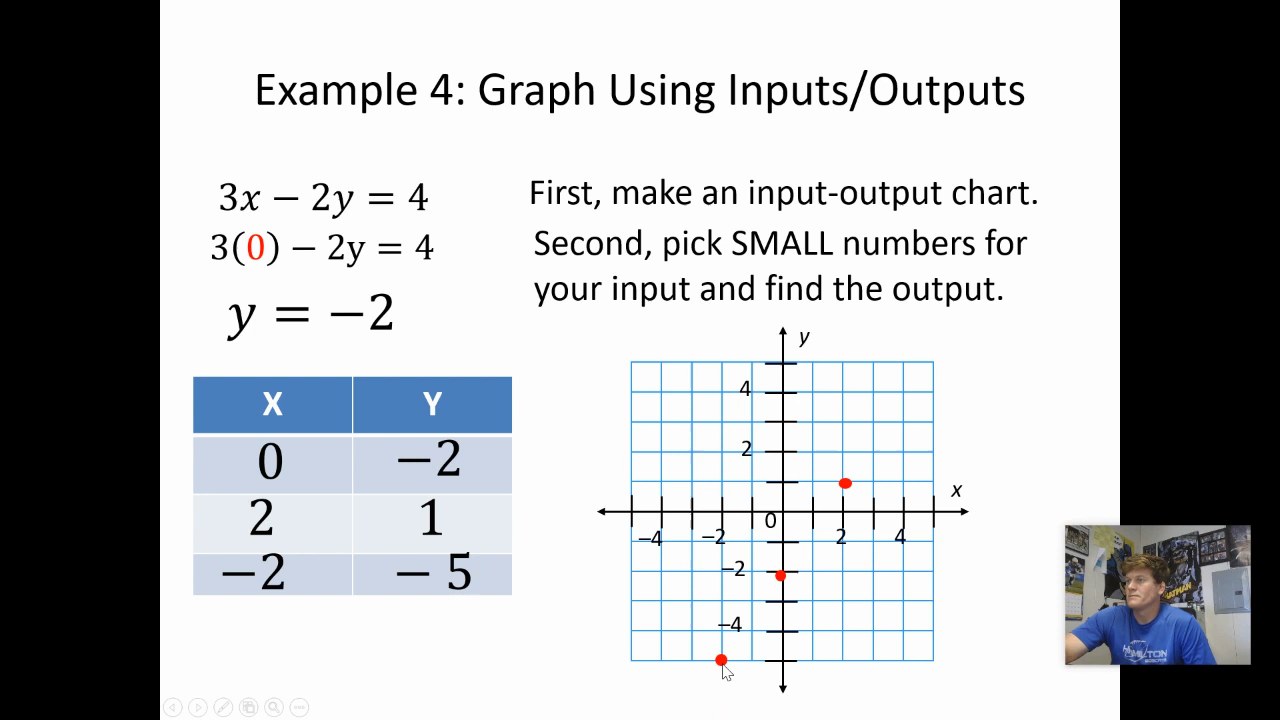 Example 4: Graph Using Inputs/Outputs
3x − 2y = 4
3(0) − 2y = 4
y = −2
First, make an input-output chart.
Second, pick SMALL numbers for
your input and find the output.
X Y
0 −2
2 1
−2 − 5
y
4
2
x
0
–4 –2 2 4
–2
–4